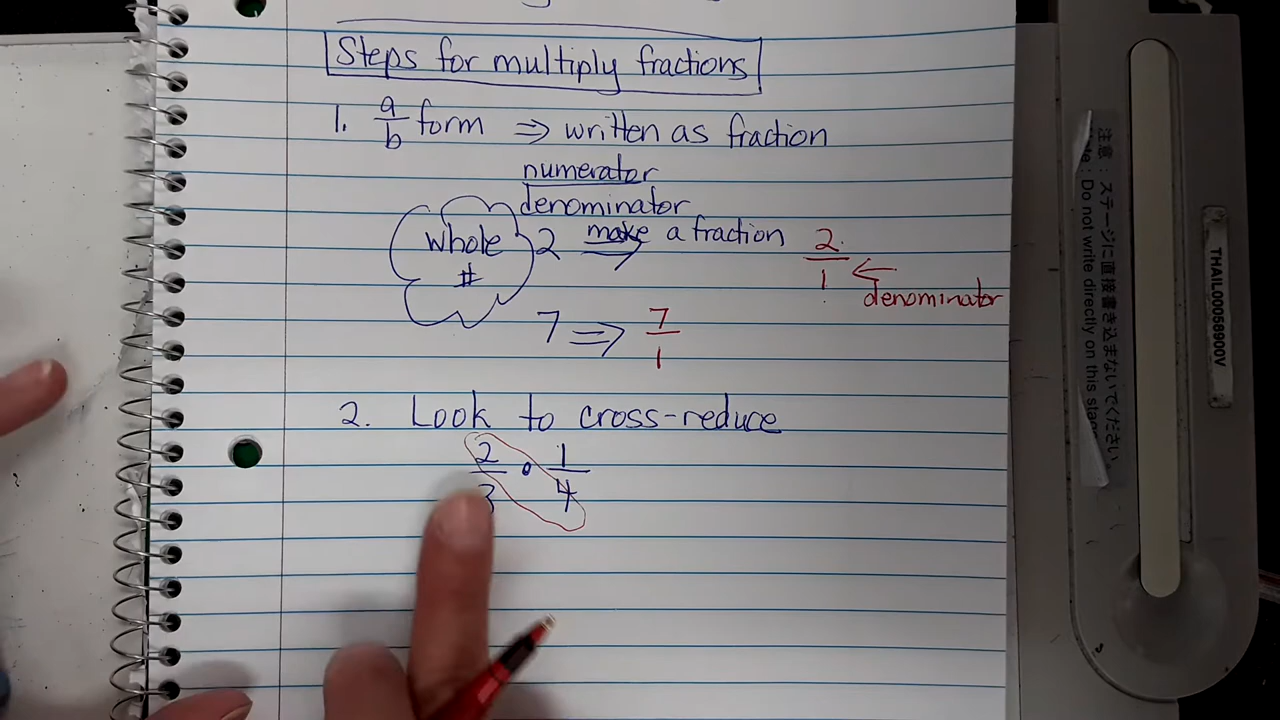 Steps for multiply fractions
1. a/b form ⇒ written as fraction
numerator
denominator
whole # 2 make a fraction 2/1 ← denominator
7 ⇒ 7/1
2. Look to cross-reduce
2/3 • 1/4
注意:ステージに直接書き込まないでください。
: Do not write directly on this stag
THAIL00058900V